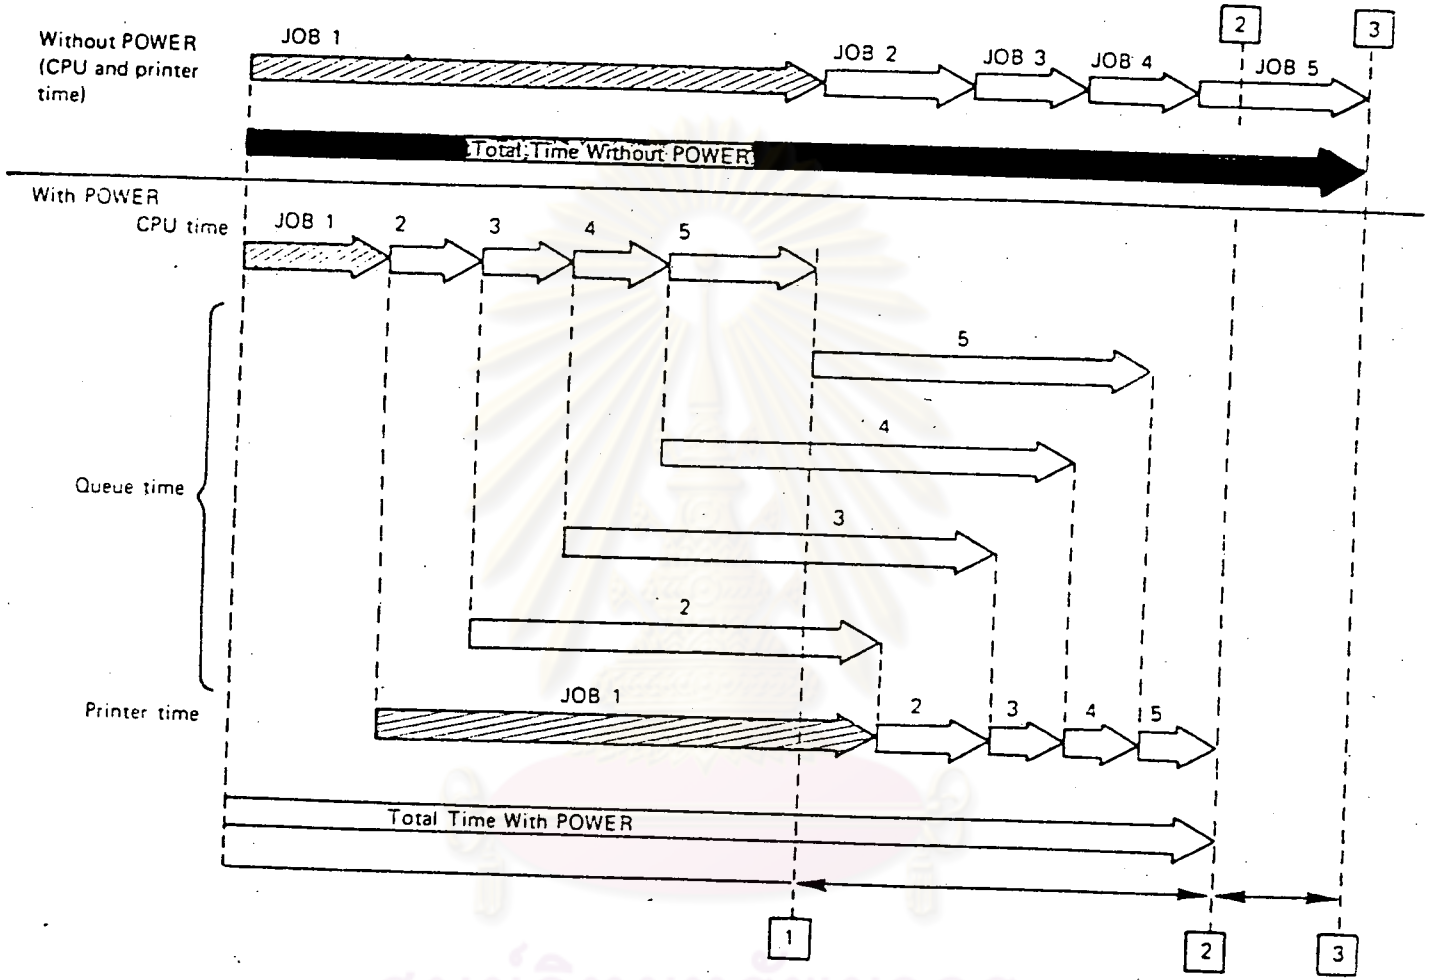 2
3
Without POWER
(CPU and printer
time)
JOB 1
JOB 2
JOB 3
JOB 4
JOB 5
Total Time Without POWER
With POWER
CPU time
JOB 1
2
3
4
5
5
4
Queue time
3
2
Printer time
JOB 1
2
3
4
5
Total Time With POWER
1
2
3